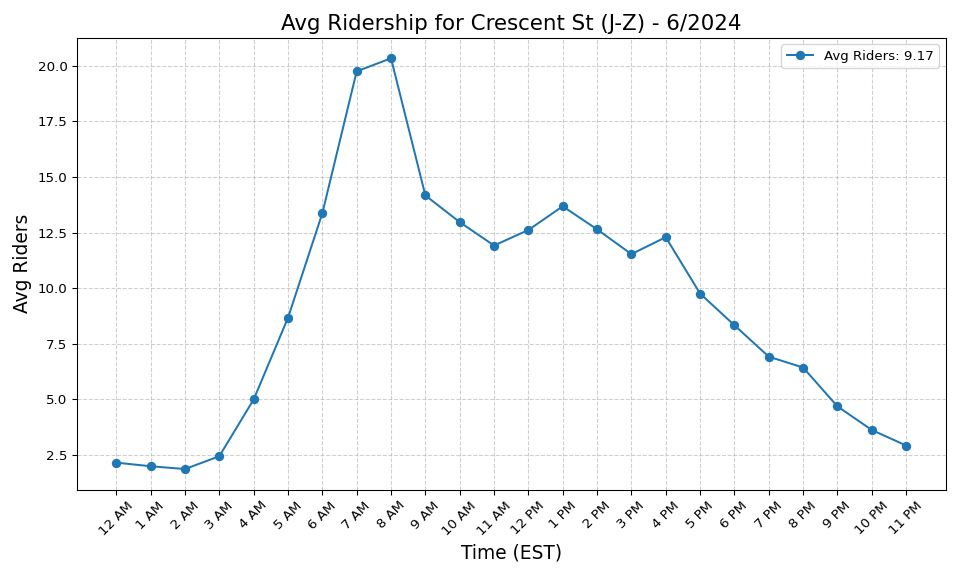 Avg Ridership for Crescent St (J-Z) - 6/2024
Avg Riders: 9.17
Avg Riders
20.0
17.5
15.0
12.5
10.0
7.5
5.0
2.5
12 AM
1 AM
2 AM
3 AM
4 AM
5 AM
6 AM
7 AM
8 AM
9 AM
10 AM
11 AM
12 PM
1 PM
2 PM
3 PM
4 PM
5 PM
6 PM
7 PM
8 PM
9 PM
10 PM
11 PM
Time (EST)